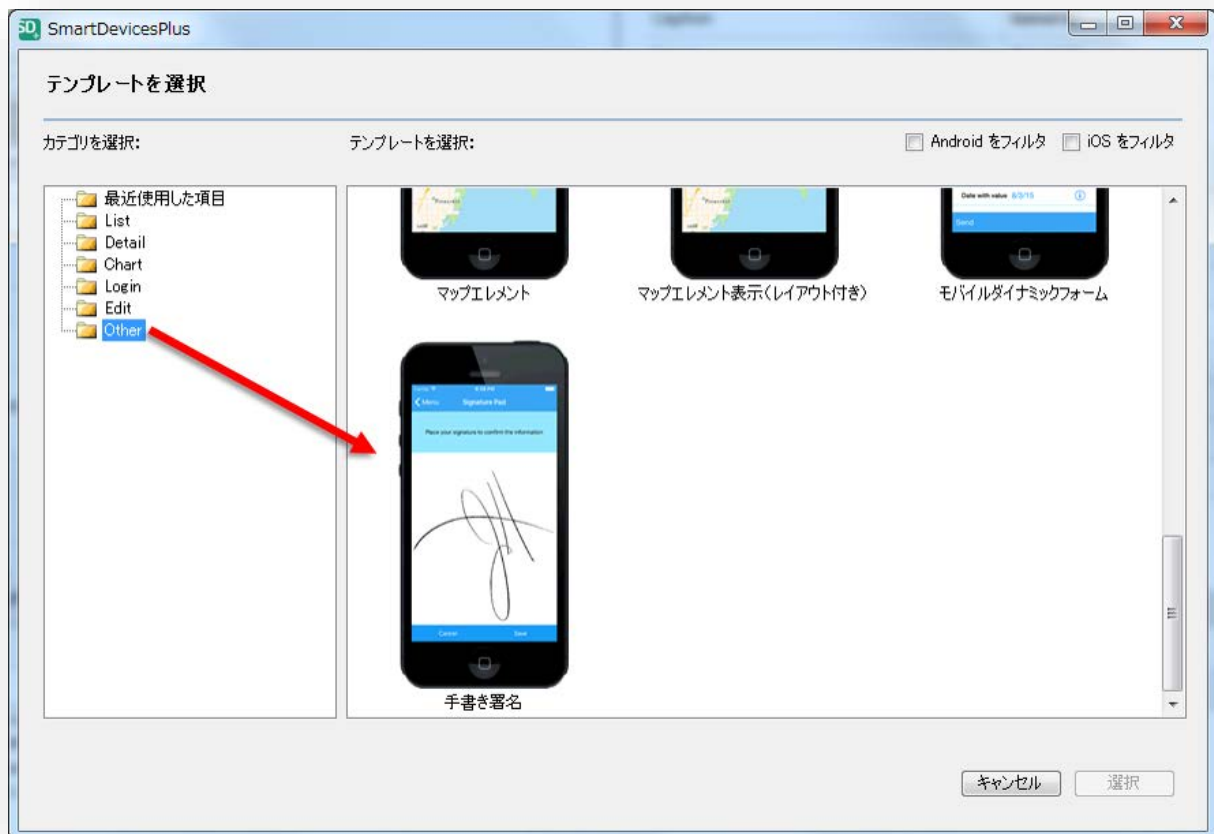 SD
SmartDevicesPlus
テンプレートを選択
カテゴリを選択:
テンプレートを選択:
Android をフィルタ
iOS をフィルタ
最近使用した項目
List
Detail
Chart
Login
Edit
Other
Date with value 6/3/15
Send
マップエレメント
マップエレメント表示(レイアウト付き)
モバイルダイナミックフォーム
Menu
Signature Pad
Place your signature to confirm the information
Cancel
Save
手書き署名
キャンセル
選択